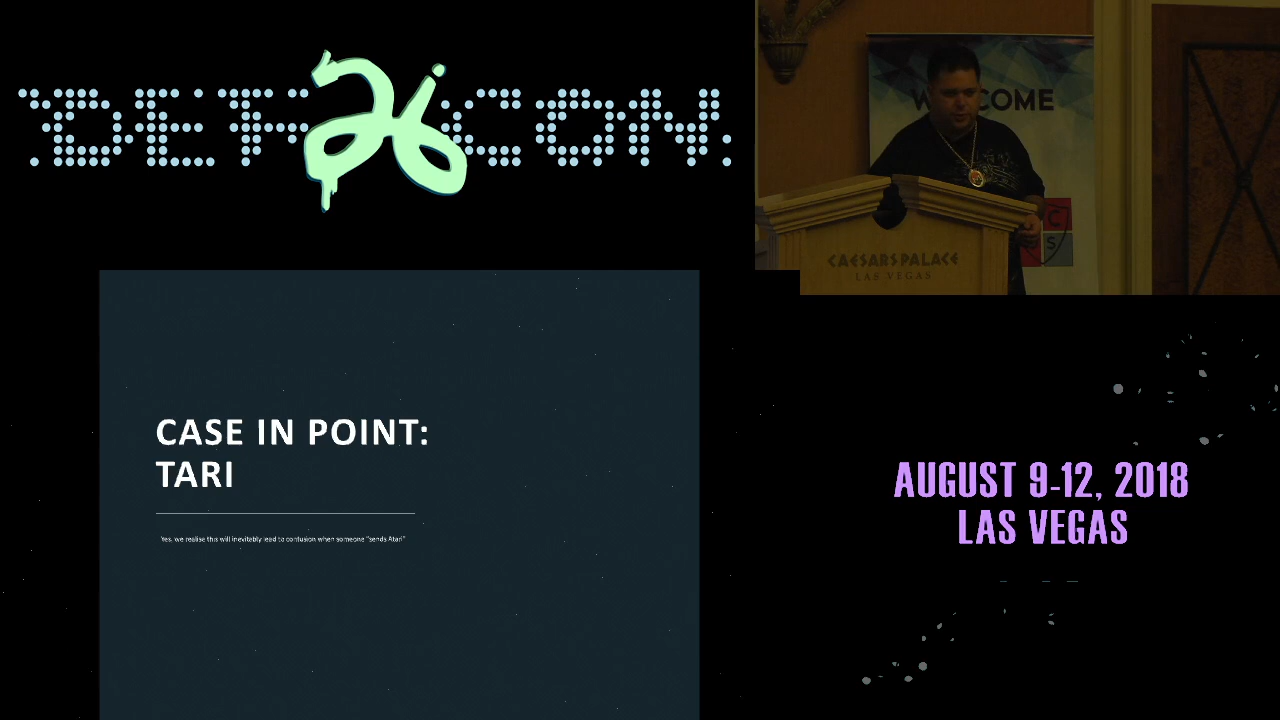 DEF CON 26
WELCOME
C
S
CAESARS PALACE
LAS VEGAS
CASE IN POINT:
TARI
Yes, we realise this will inevitably lead to confusion when someone "sends Atari"
AUGUST 9-12, 2018
LAS VEGAS